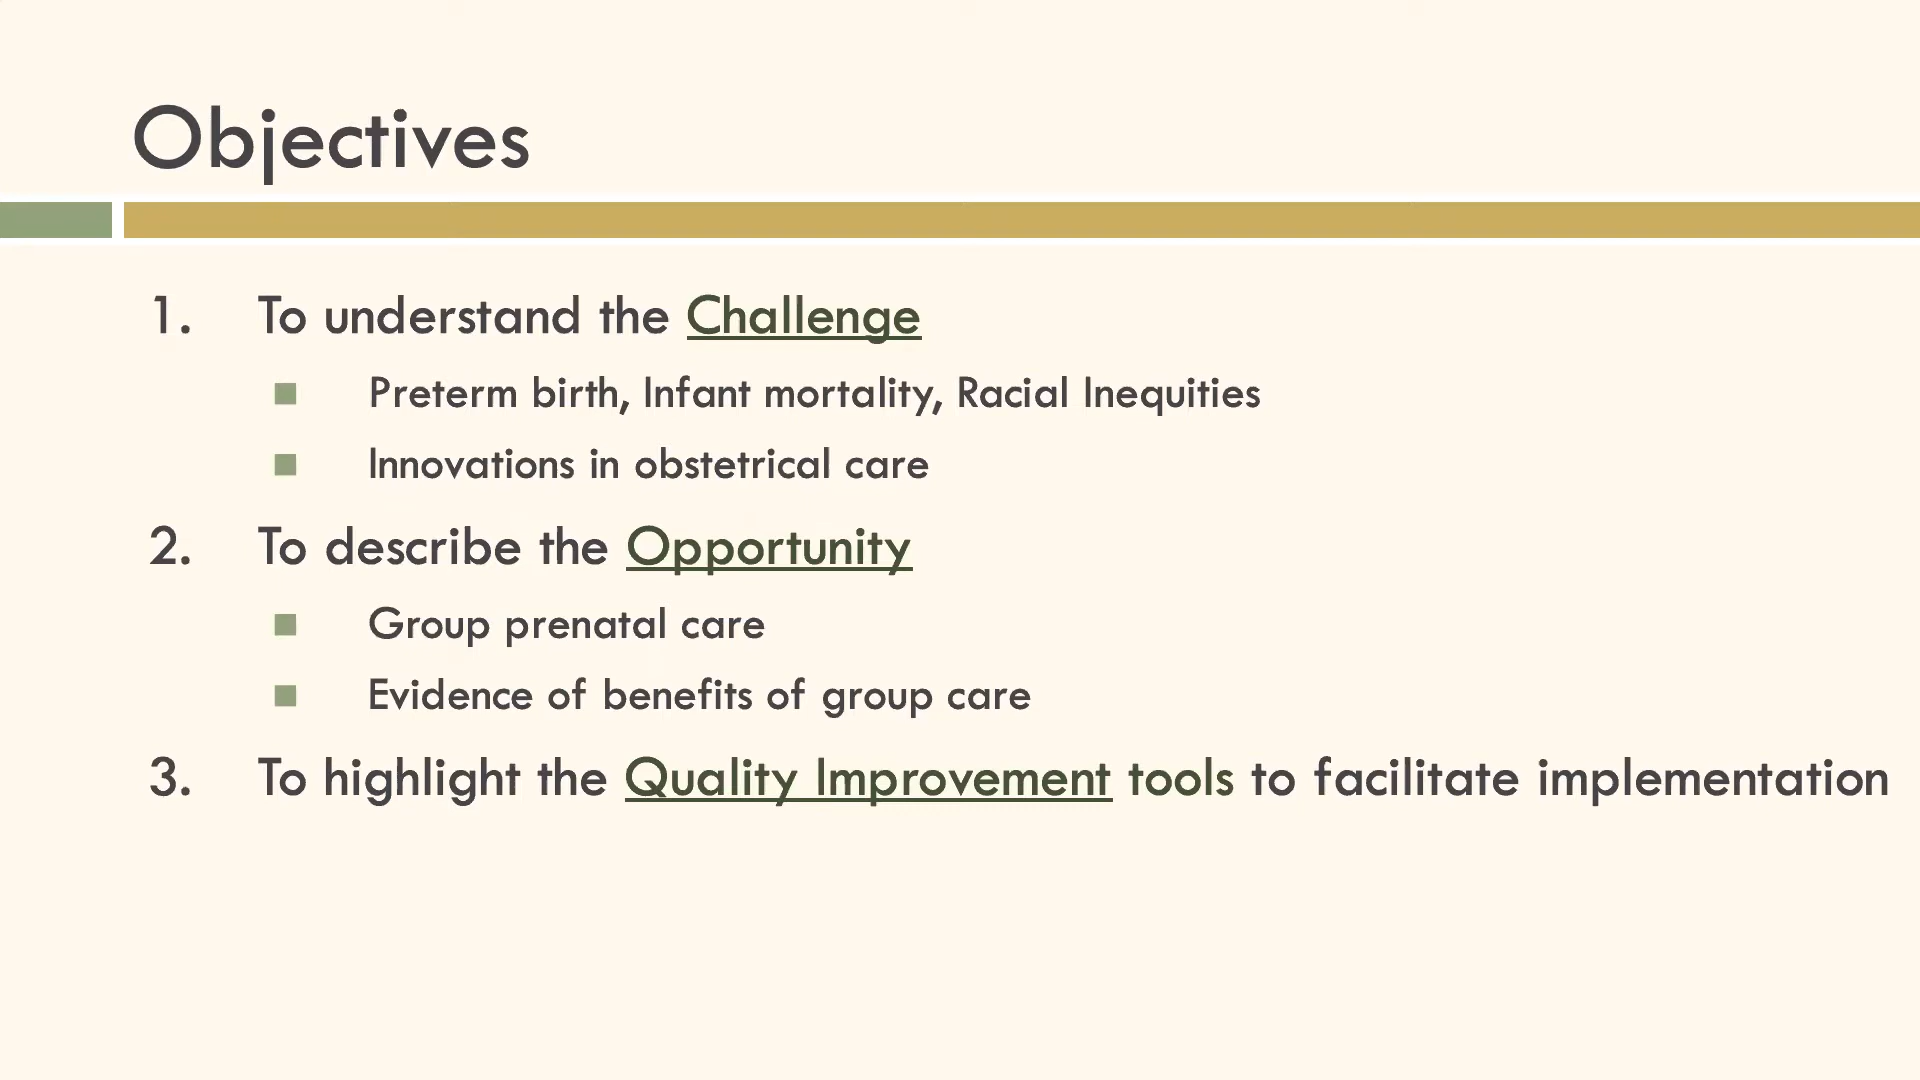 Objectives
1. To understand the Challenge
Preterm birth, Infant mortality, Racial Inequities
Innovations in obstetrical care
2. To describe the Opportunity
Group prenatal care
Evidence of benefits of group care
3. To highlight the Quality Improvement tools to facilitate implementation